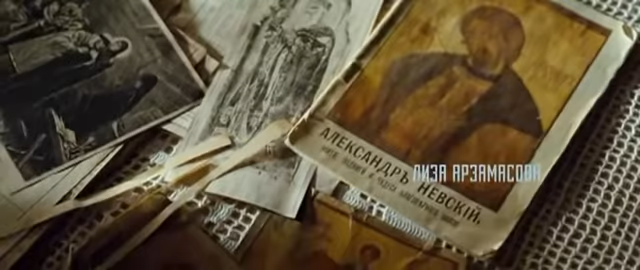 АЛЕКСАНДРЪ НЕВСКІЙ.
ЛИЗА АРЗАМАСОВА